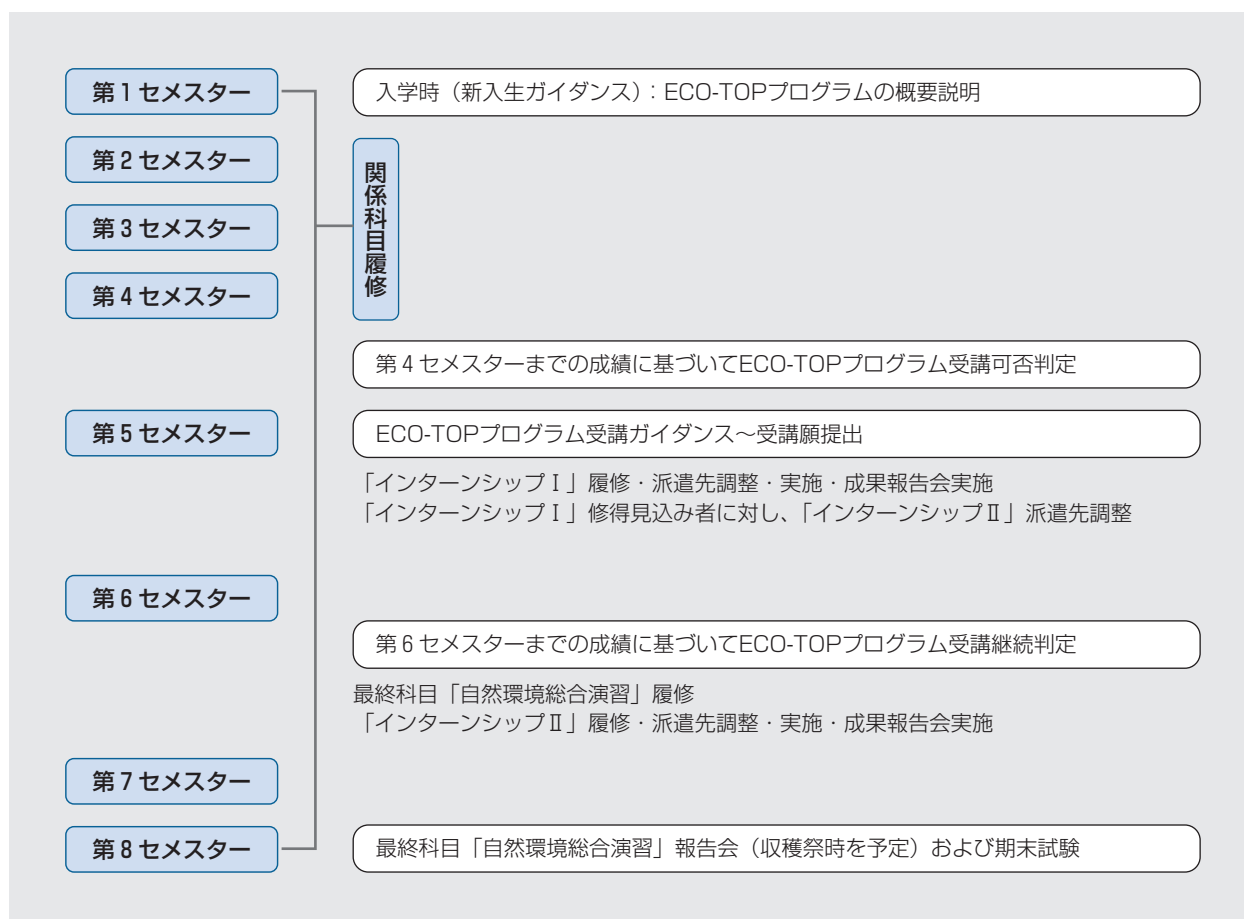 第1セメスター
入学時（新入生ガイダンス）：ECO-TOPプログラムの概要説明
第2セメスター
関係科目履修
第3セメスター
第4セメスター
第4セメスターまでの成績に基づいてECO-TOPプログラム受講可否判定
第5セメスター
ECO-TOPプログラム受講ガイダンス～受講願提出
「インターンシップⅠ」履修・派遣先調整・実施・成果報告会実施
「インターンシップⅠ」修得見込み者に対し、「インターンシップⅡ」派遣先調整
第6セメスター
第6セメスターまでの成績に基づいてECO-TOPプログラム受講継続判定
最終科目「自然環境総合演習」履修
「インターンシップⅡ」履修・派遣先調整・実施・成果報告会実施
第7セメスター
第8セメスター
最終科目「自然環境総合演習」報告会（収穫祭時を予定）および期末試験